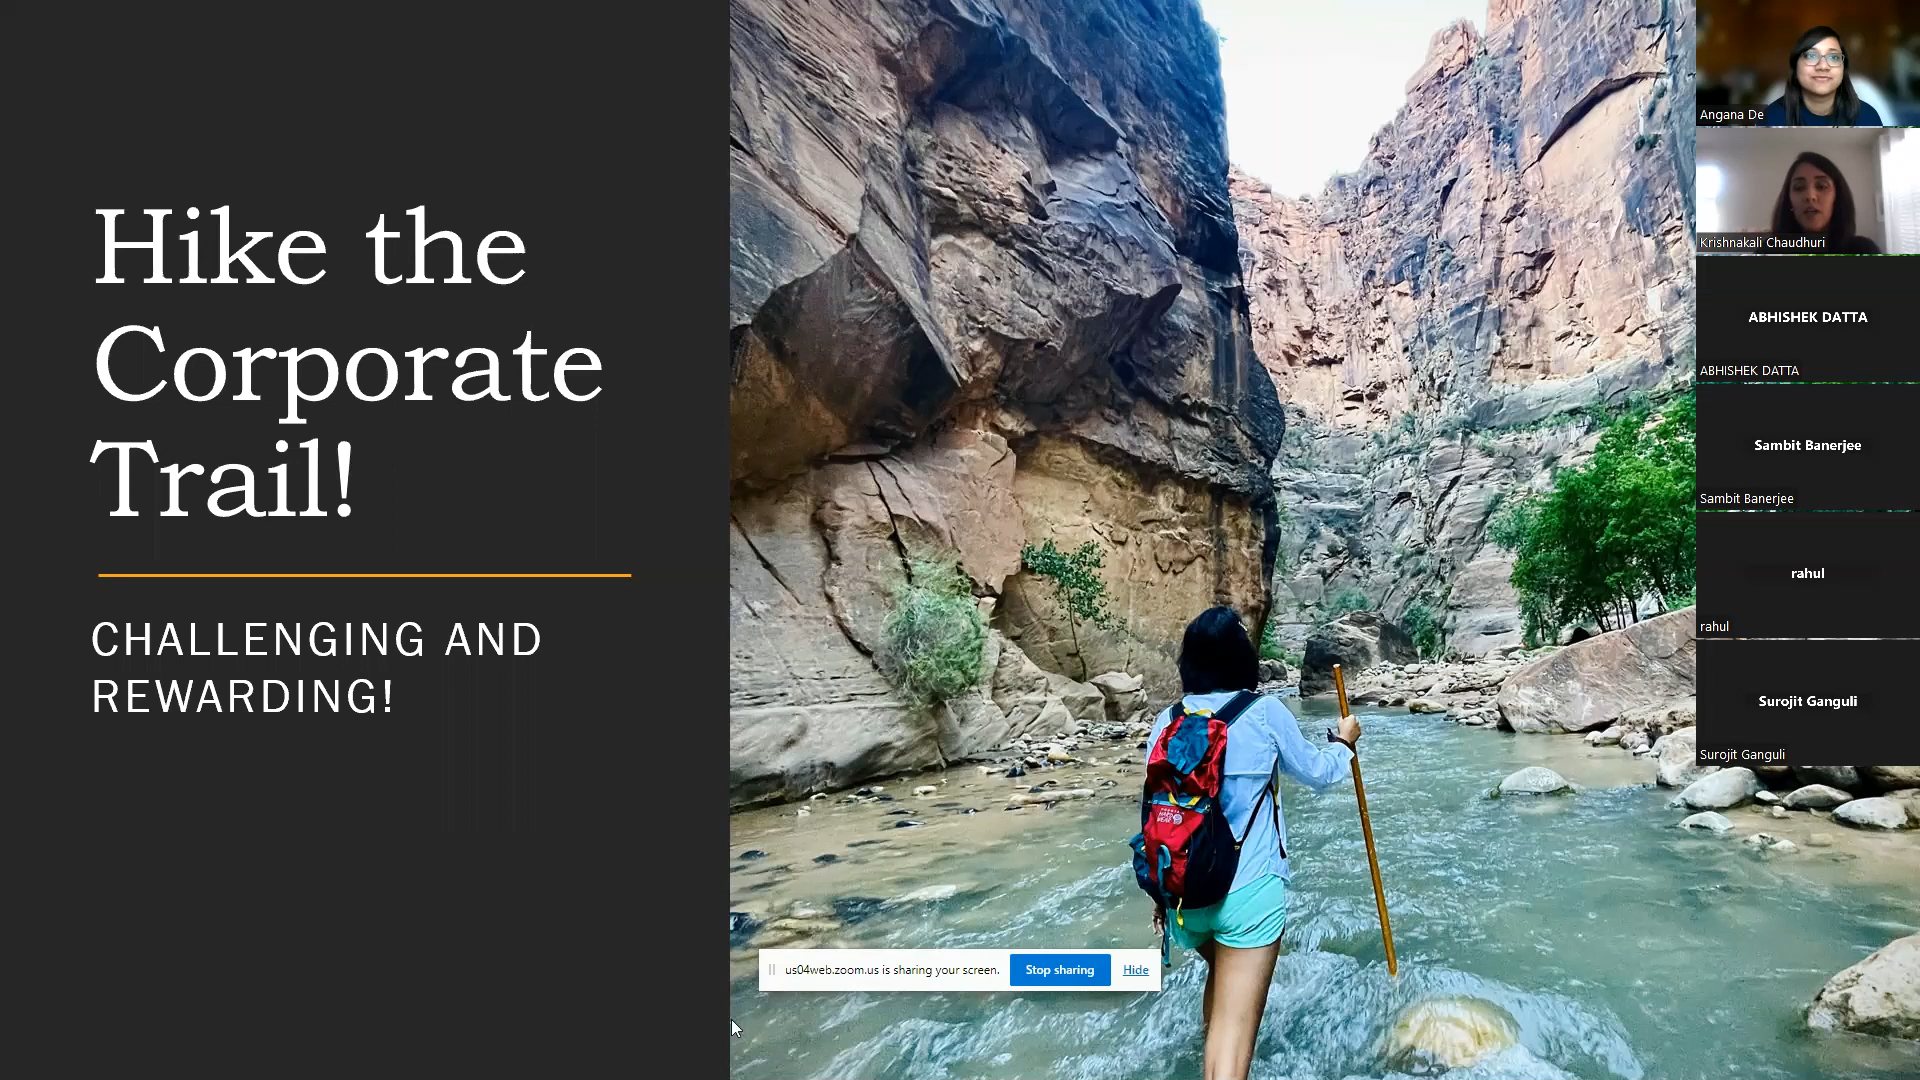 Hike the
Corporate
Trail!
CHALLENGING AND
REWARDING!
us04web.zoom.us is sharing your screen.
Stop sharing
Hide
Angana De
Krishnakali Chaudhuri
ABHISHEK DATTA
ABHISHEK DATTA
Sambit Banerjee
Sambit Banerjee
rahul
rahul
Surojit Ganguli
Surojit Ganguli